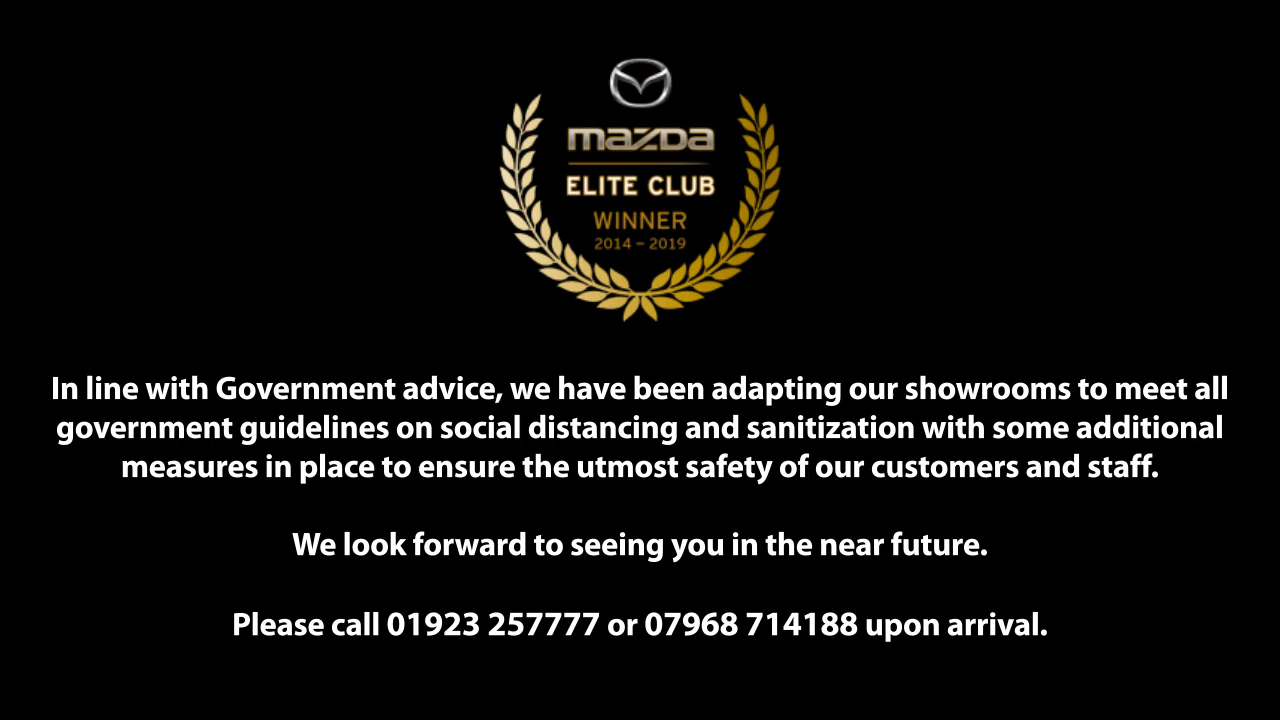 mazda
ELITE CLUB
WINNER
2014 – 2019
In line with Government advice, we have been adapting our showrooms to meet all
government guidelines on social distancing and sanitization with some additional
measures in place to ensure the utmost safety of our customers and staff.
We look forward to seeing you in the near future.
Please call 01923 257777 or 07968 714188 upon arrival.